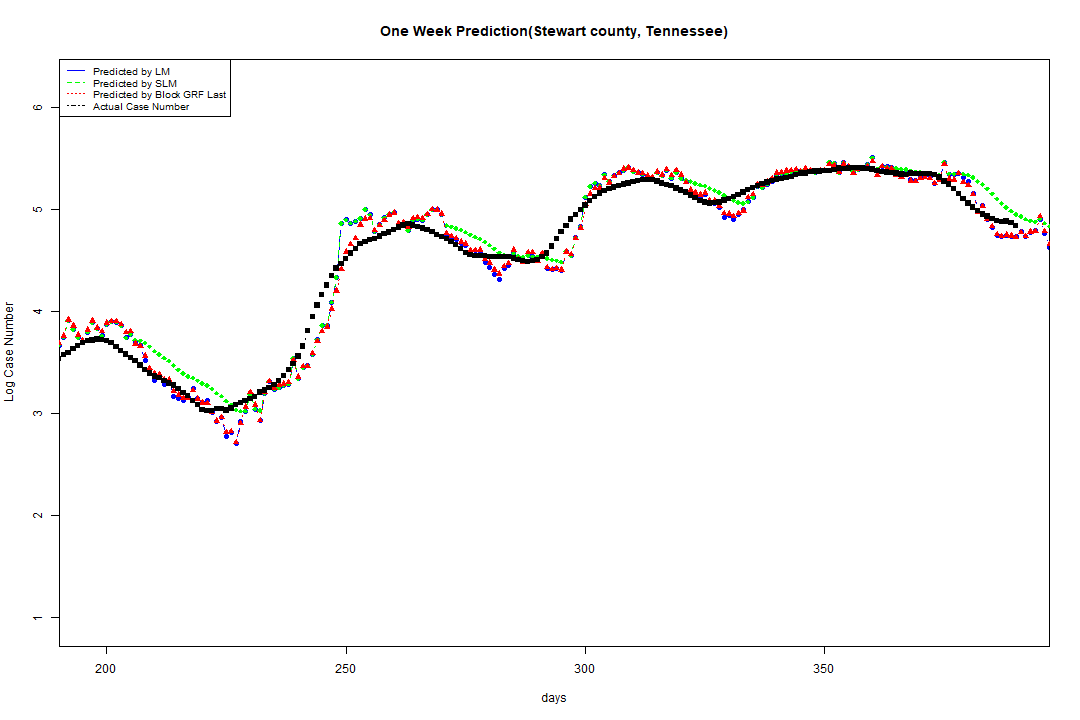 One Week Prediction(Stewart county, Tennessee)
Predicted by LM
Predicted by SLM
Predicted by Block GRF Last
Actual Case Number
6
5
4
3
2
1
Log Case Number
200 250 300 350
days